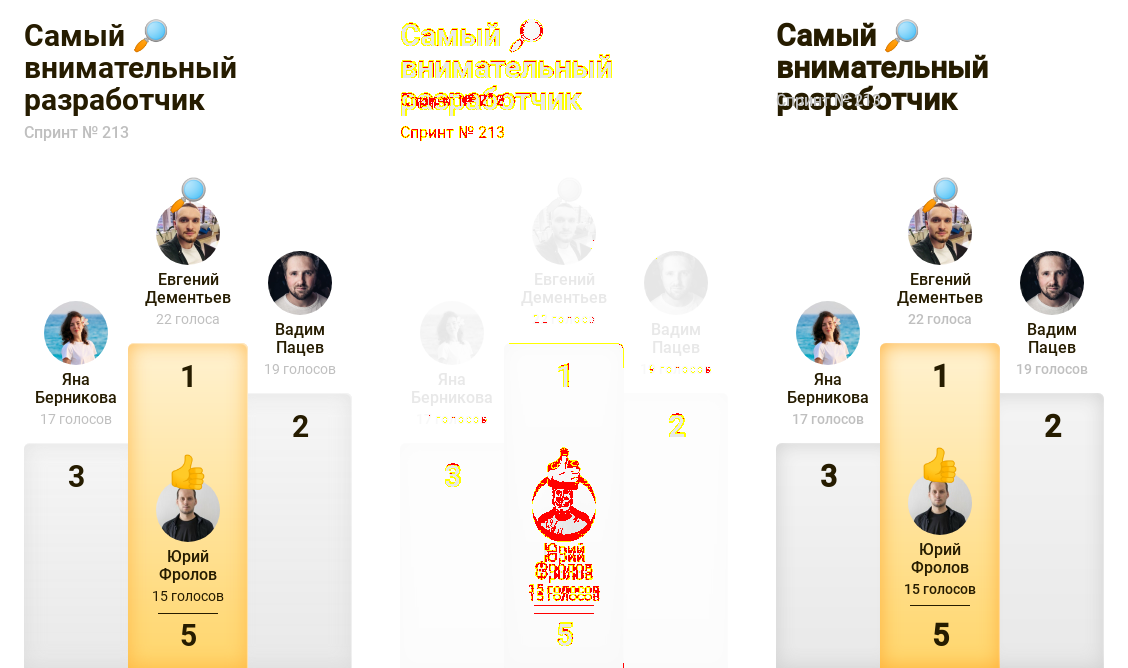 Самый
внимательный
разработчик
Спринт № 213
Евгений
Дементьев
22 голоса
Вадим
Пацев
19 голосов
Яна
Берникова
17 голосов
1
2
3
Юрий
Фролов
15 голосов
5
Самый
внимательный
разработчик
Спринт № 213
Спринт № 213
Евгений
Дементьев
22 голоса
Вадим
Пацев
19 голосов
Яна
Берникова
17 голосов
1
2
3
Юрий
Фролов
15 голосов
5
Самый
внимательный
разработчик
Спринт № 213
Евгений
Дементьев
22 голоса
Вадим
Пацев
19 голосов
Яна
Берникова
17 голосов
1
2
3
Юрий
Фролов
15 голосов
5